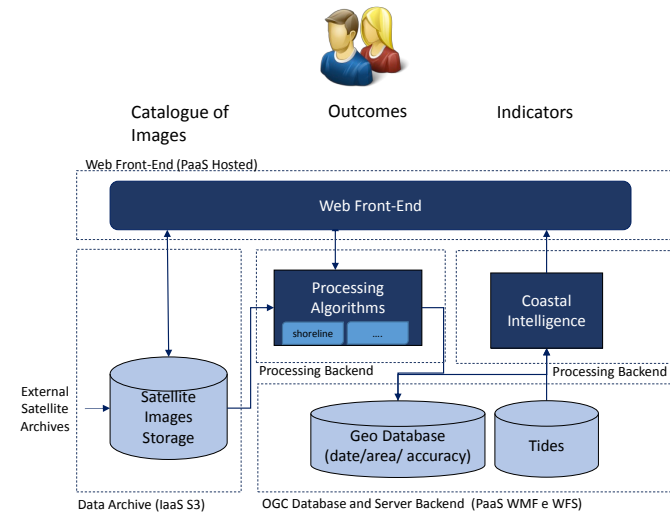 Catalogue of
Images
Outcomes
Indicators
Web Front-End (PaaS Hosted)
Web Front-End
Processing
Algorithms
shoreline
....
Coastal
Intelligence
Processing Backend
Processing Backend
External
Satellite
Archives
Satellite
Images
Storage
Geo Database
(date/area/ accuracy)
Tides
Data Archive (IaaS S3)
OGC Database and Server Backend (PaaS WMF e WFS)